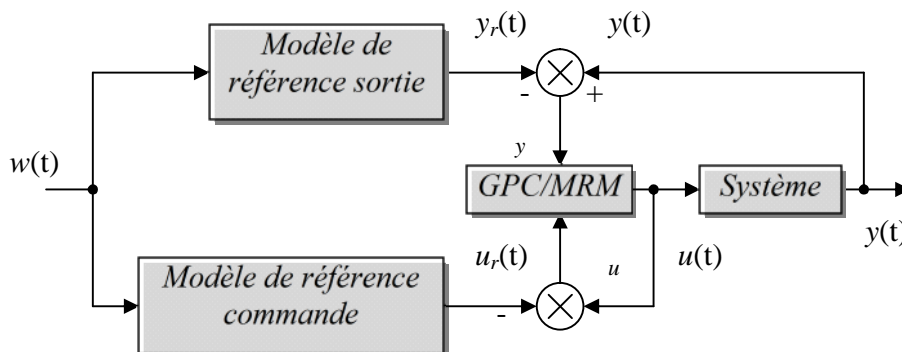 Modèle de
référence sortie
yr(t)
y(t)
-
+
w(t)
y
GPC/MRM
Système
y(t)
ur(t)
u
u(t)
Modèle de référence
commande
-